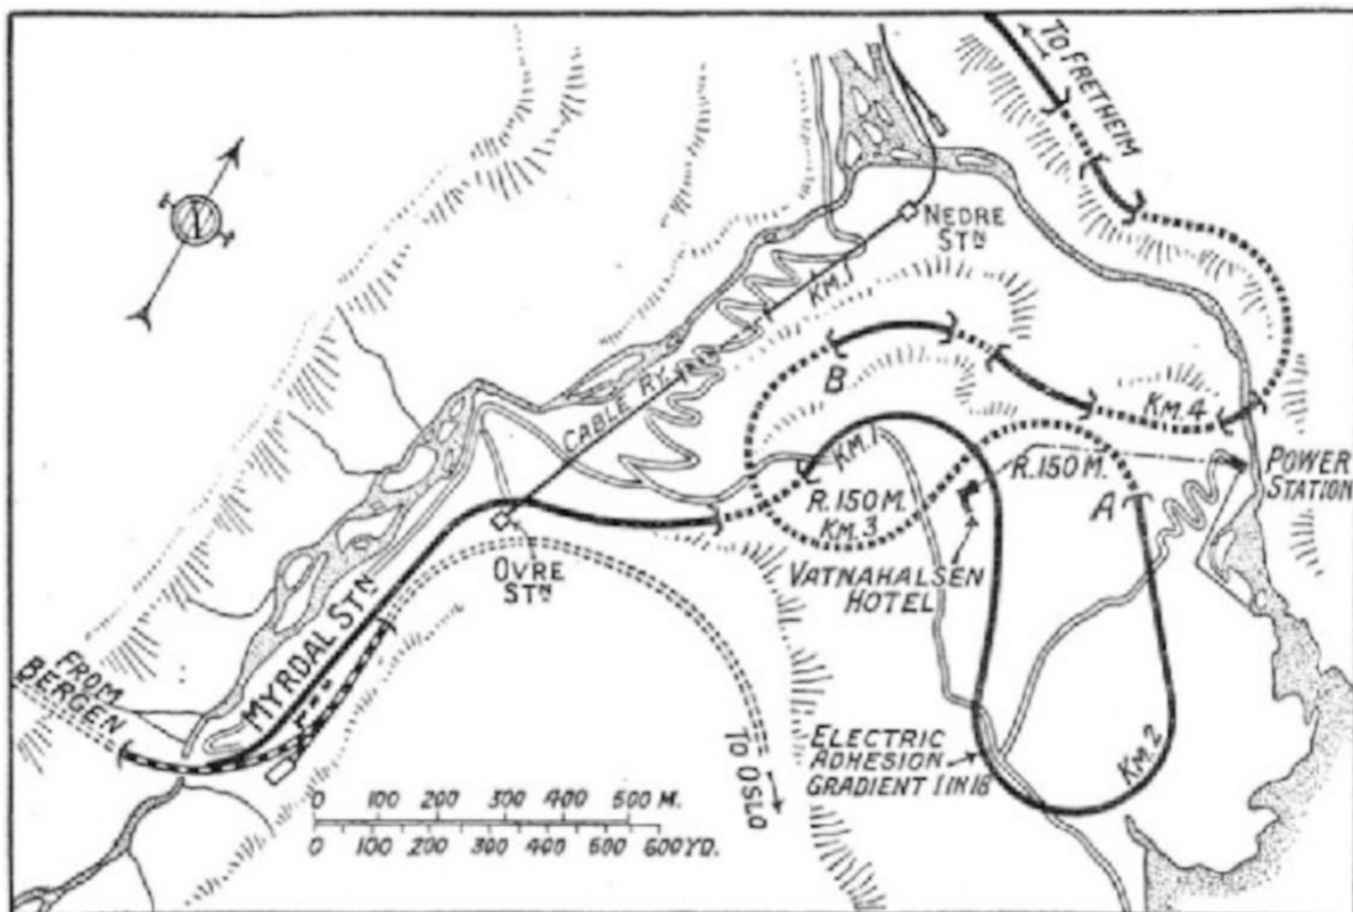 TO FRETHEIM
NEDRE
STN
KM.1
CABLE RY.
B
KM.4
KM.1
R.150 M.
POWER
STATION
R.150 M.
KM.3
A
VATNAHALSEN
HOTEL
OVRE
STN
MYRDAL STN
FROM
BERGEN
TO OSLO
ELECTRIC
ADHESION
GRADIENT 1 IN 18
KM.2
0 100 200 300 400 500 M.
0 100 200 300 400 500 600 YD.